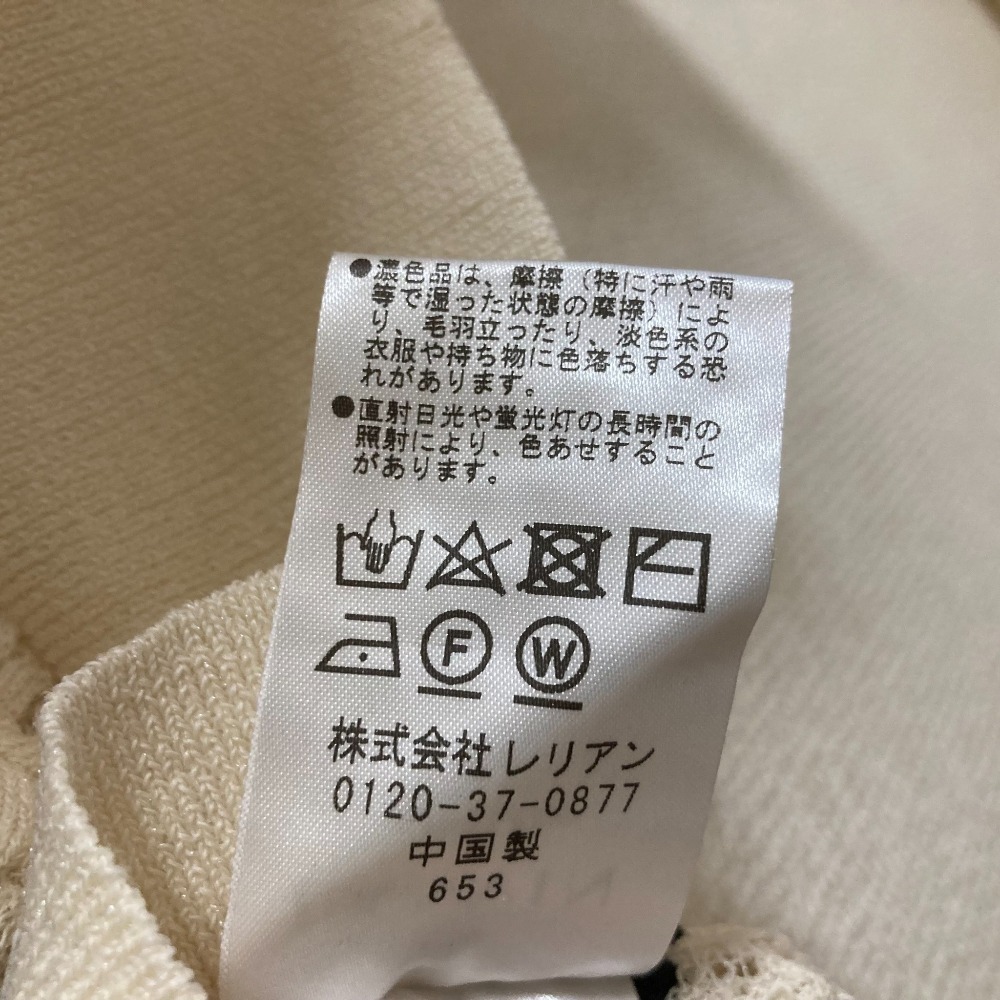 ●濃色品は、摩擦（特に汗や雨
等で湿った状態の摩擦）によ
り、毛羽立ったり、淡色系の
衣服や持ち物に色落ちする恐
れがあります。
●直射日光や蛍光灯の長時間の
照射により、色あせすること
があります。
F W
株式会社レリアン
0120-37-0877
中国製
653